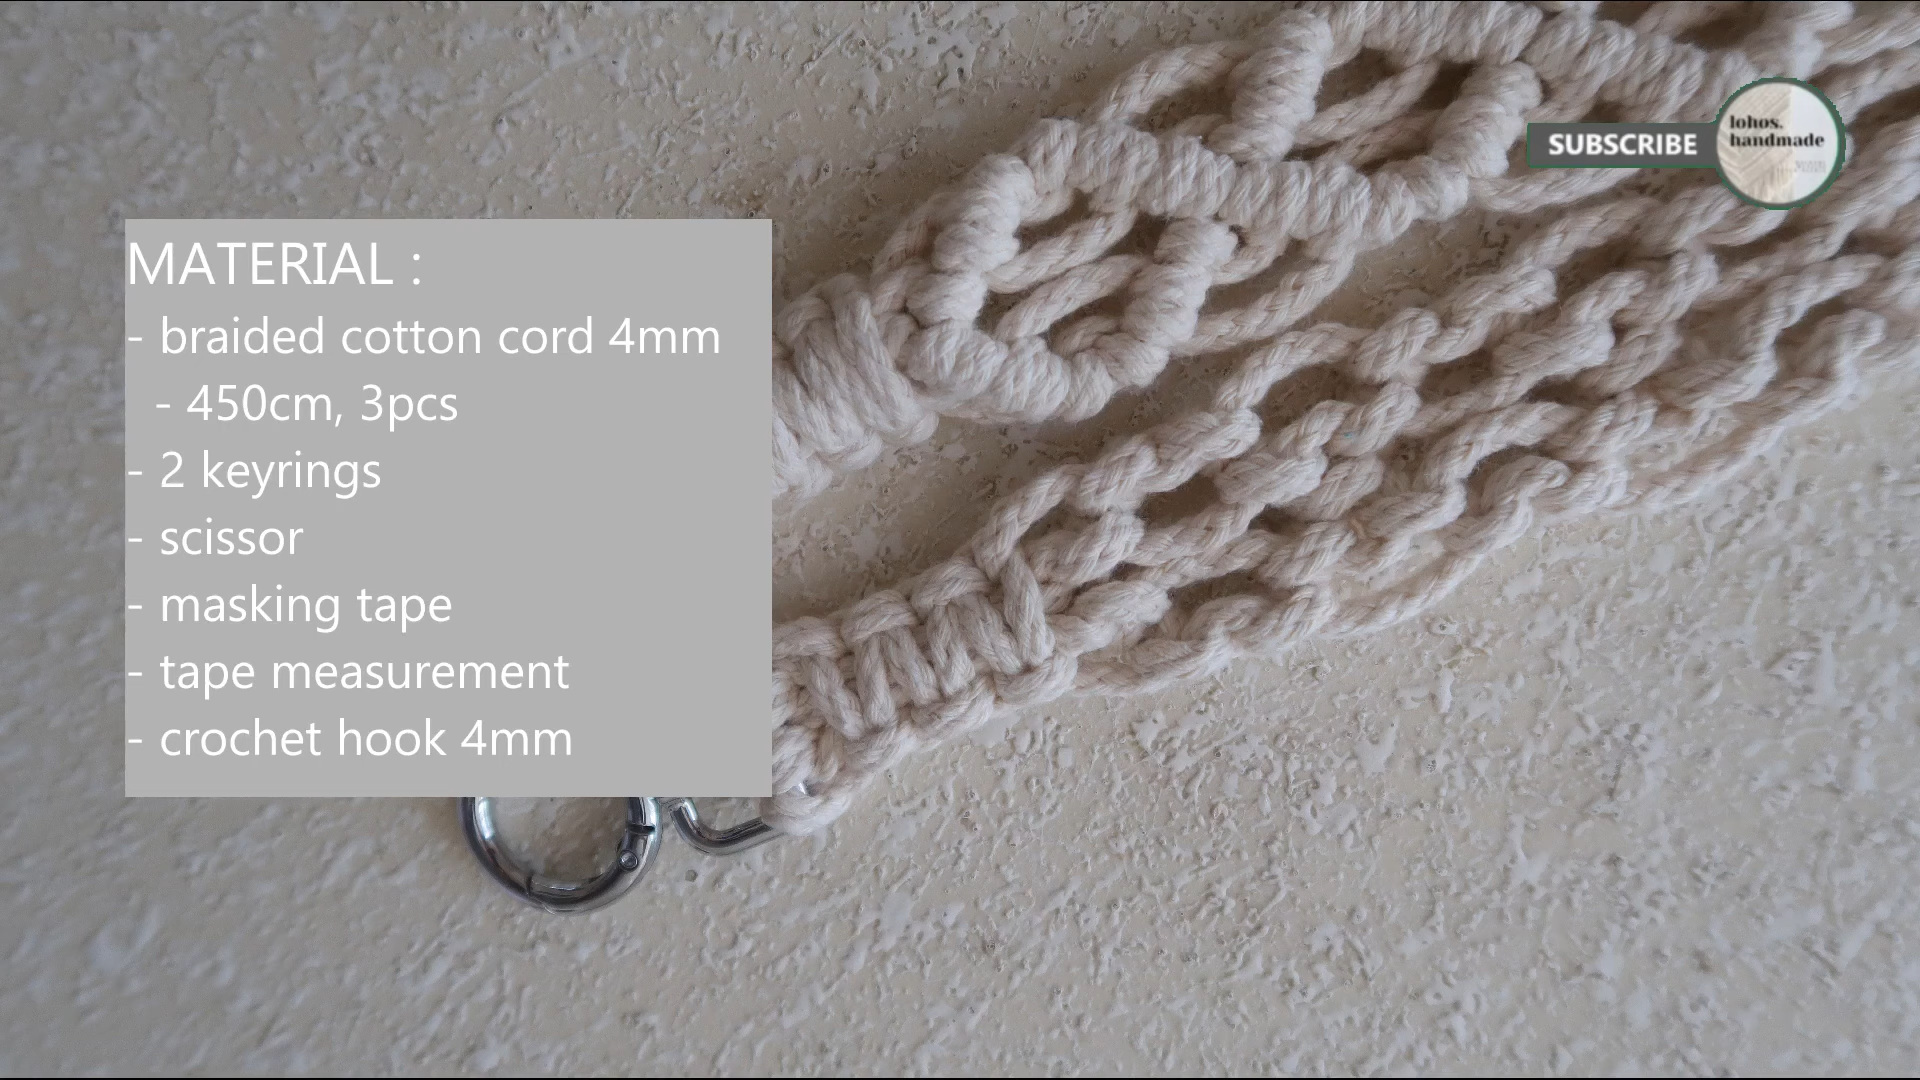 MATERIAL :
- braided cotton cord 4mm
- 450cm, 3pcs
- 2 keyrings
- scissor
- masking tape
- tape measurement
- crochet hook 4mm
SUBSCRIBE
lohos.
handmade